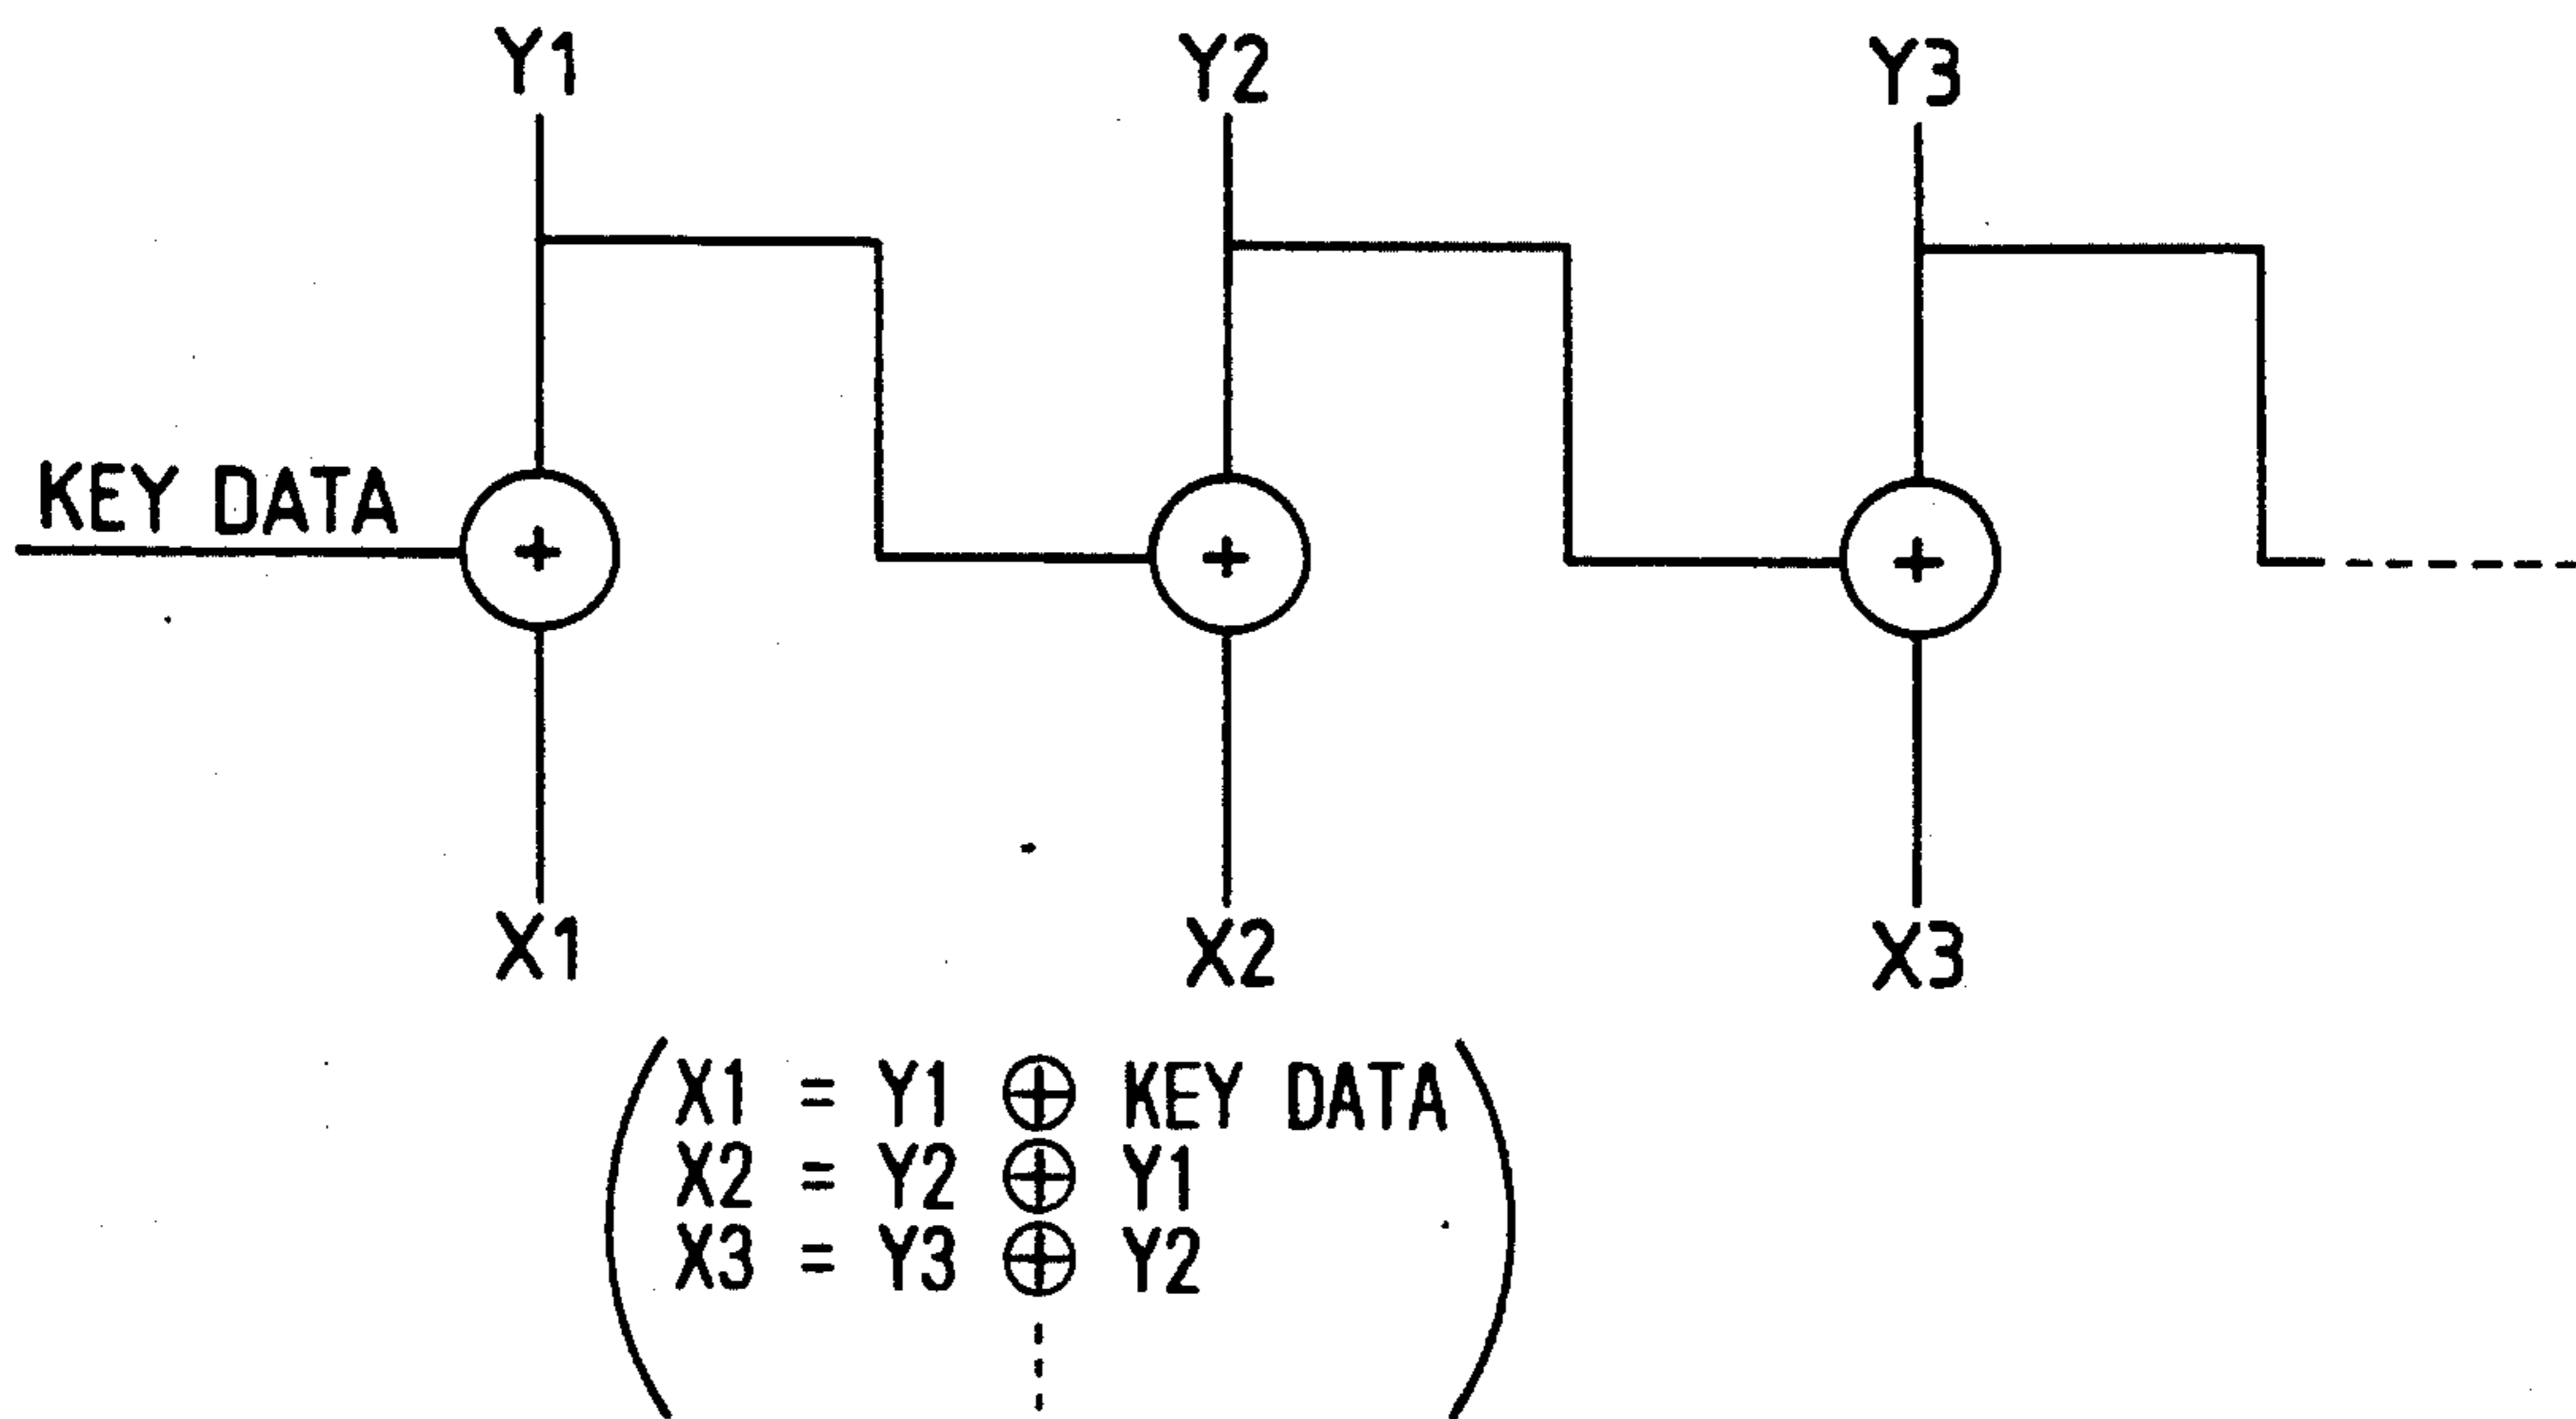 Y1 Y2 Y3
KEY DATA
X1 X2 X3
X1 = Y1 ⊕ KEY DATA
X2 = Y2 ⊕ Y1
X3 = Y3 ⊕ Y2